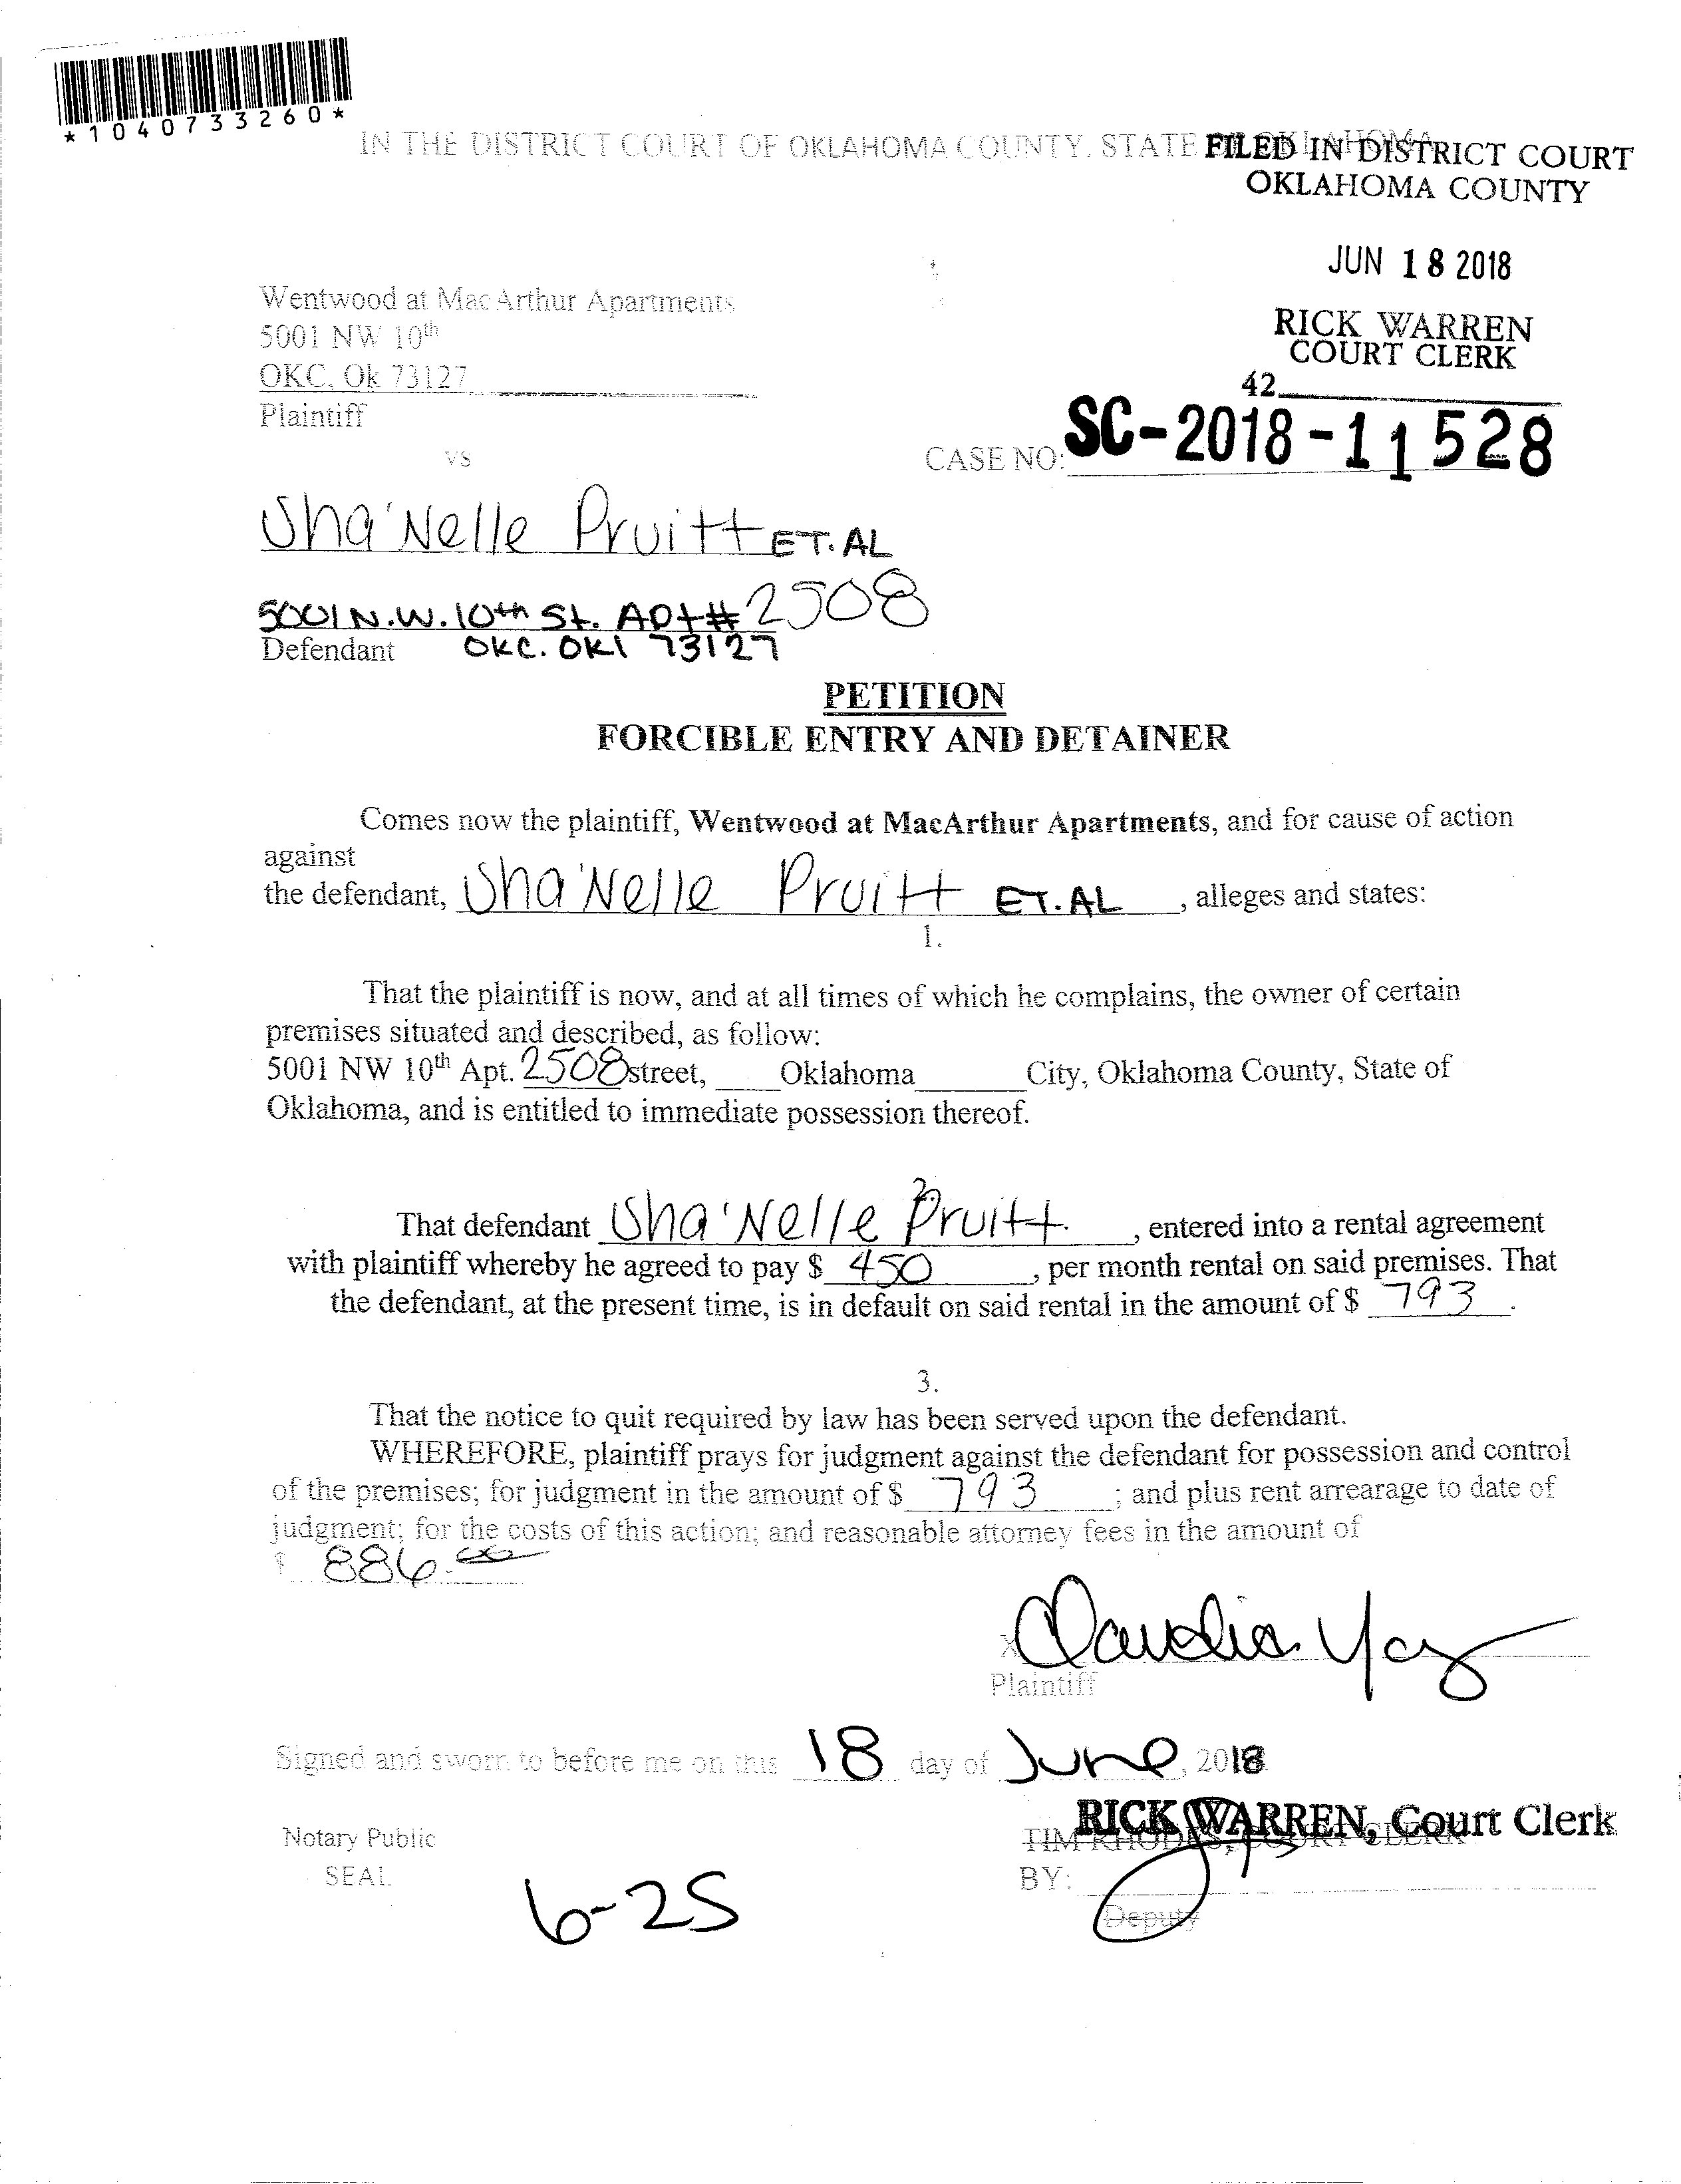 *1040733260*
IN THE DISTRICT COURT OF OKLAHOMA COUNTY, STATE OF OKLAHOMA
FILED IN DISTRICT COURT
OKLAHOMA COUNTY
JUN 18 2018
RICK WARREN
COURT CLERK
42
Wentwood at MacArthur Apartments
5001 NW 10th
OKC, Ok 73127
Plaintiff
vs
CASE NO: SC-2018-11528
Sha'Nelle Pruitt ET.AL
5001 N.W. 10th St. APt# 2508
Defendant OKC. OKl 73127
PETITION
FORCIBLE ENTRY AND DETAINER
Comes now the plaintiff, Wentwood at MacArthur Apartments, and for cause of action
against
the defendant, Sha'Nelle Pruitt ET.AL, alleges and states:
1.
That the plaintiff is now, and at all times of which he complains, the owner of certain
premises situated and described, as follow:
5001 NW 10th Apt. 2508 street, Oklahoma City, Oklahoma County, State of
Oklahoma, and is entitled to immediate possession thereof.
2.
That defendant Sha'Nelle Pruitt, entered into a rental agreement
with plaintiff whereby he agreed to pay $ 450, per month rental on said premises. That
the defendant, at the present time, is in default on said rental in the amount of $ 793.
3.
That the notice to quit required by law has been served upon the defendant.
WHEREFORE, plaintiff prays for judgment against the defendant for possession and control
of the premises; for judgment in the amount of $ 793; and plus rent arrearage to date of
judgment; for the costs of this action; and reasonable attorney fees in the amount of
$ 886.00
x Claudia
Plaintiff
Signed and sworn to before me on this 18 day of June, 2018
RICK WARREN, Court Clerk
Notary Public
TIM RHODES, COURT CLERK
SEAL
BY:
6-25
Deputy